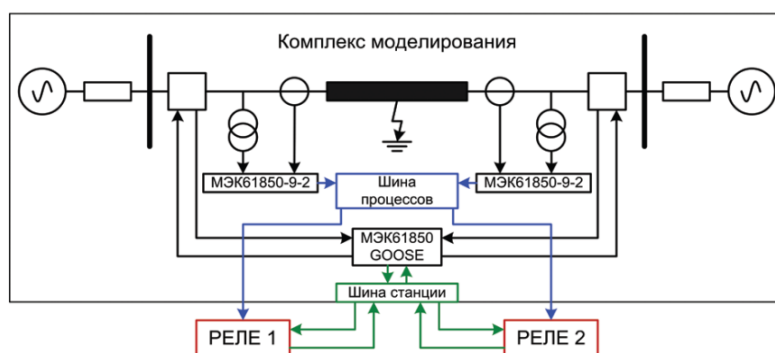 Комплекс моделирования
МЭК61850-9-2
Шина
процессов
МЭК61850-9-2
МЭК61850
GOOSE
Шина станции
РЕЛЕ 1
РЕЛЕ 2